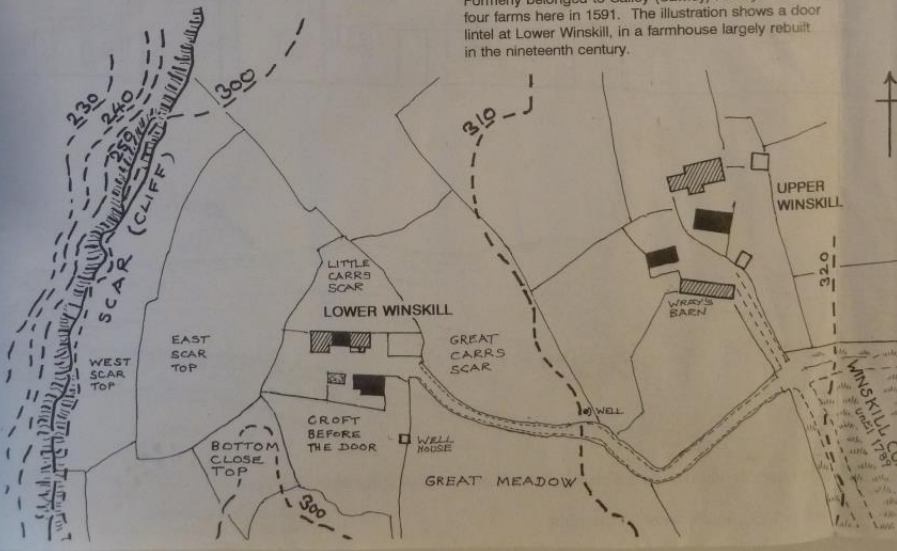 four farms here in 1591. The illustration shows a door
lintel at Lower Winskill, in a farmhouse largely rebuilt
in the nineteenth century.
230
240
250
300
310
SCAR (CLIFF)
UPPER
WINSKILL
320
LITTLE
CARRS
SCAR
LOWER WINSKILL
WRAY'S
BARN
WEST
SCAR
TOP
EAST
SCAR
TOP
GREAT
CARRS
SCAR
WELL
WINSKILL
until 1789
CROFT
BEFORE
THE DOOR
WELL
HOUSE
BOTTOM
CLOSE
TOP
GREAT MEADOW
300